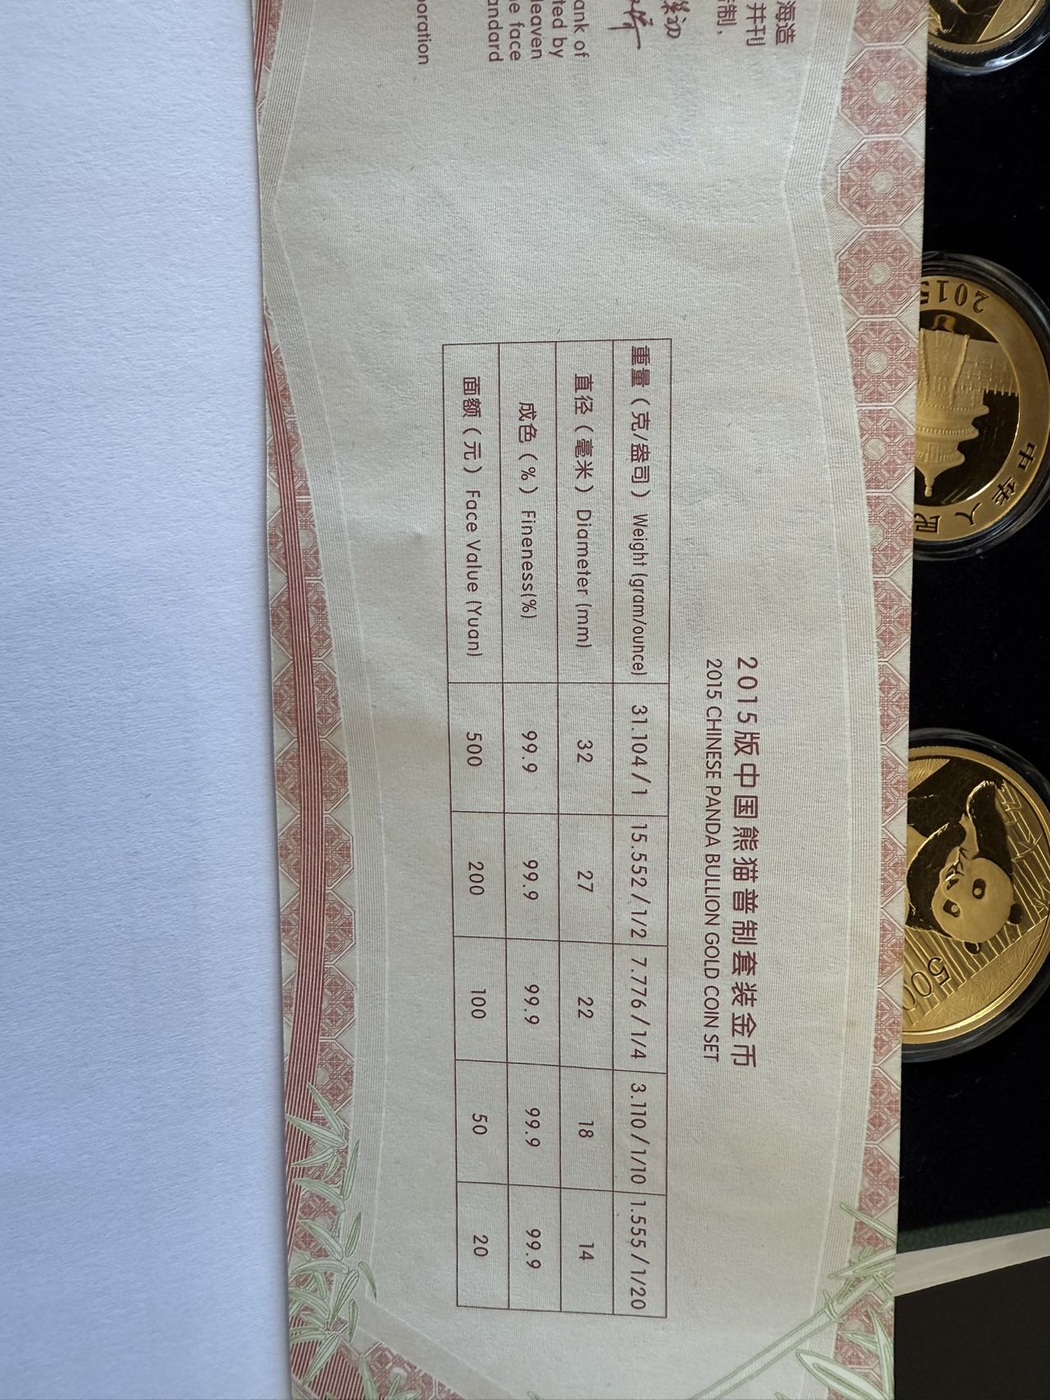 海造
并刊
制,
ank of
ted by
leaven
e face
andard
oration
2015版中国熊猫普制套装金币
2015 CHINESE PANDA BULLION GOLD COIN SET
重量（克/盎司） Weight (gram/ounce) 31.104/1 15.552/1/2 7.776/1/4 3.110/1/10 1.555/1/20
直径（毫米） Diameter (mm) 32 27 22 18 14
成色（%） Fineness(%) 99.9 99.9 99.9 99.9 99.9
面额（元） Face Value (Yuan) 500 200 100 50 20
2015
中华人民
500